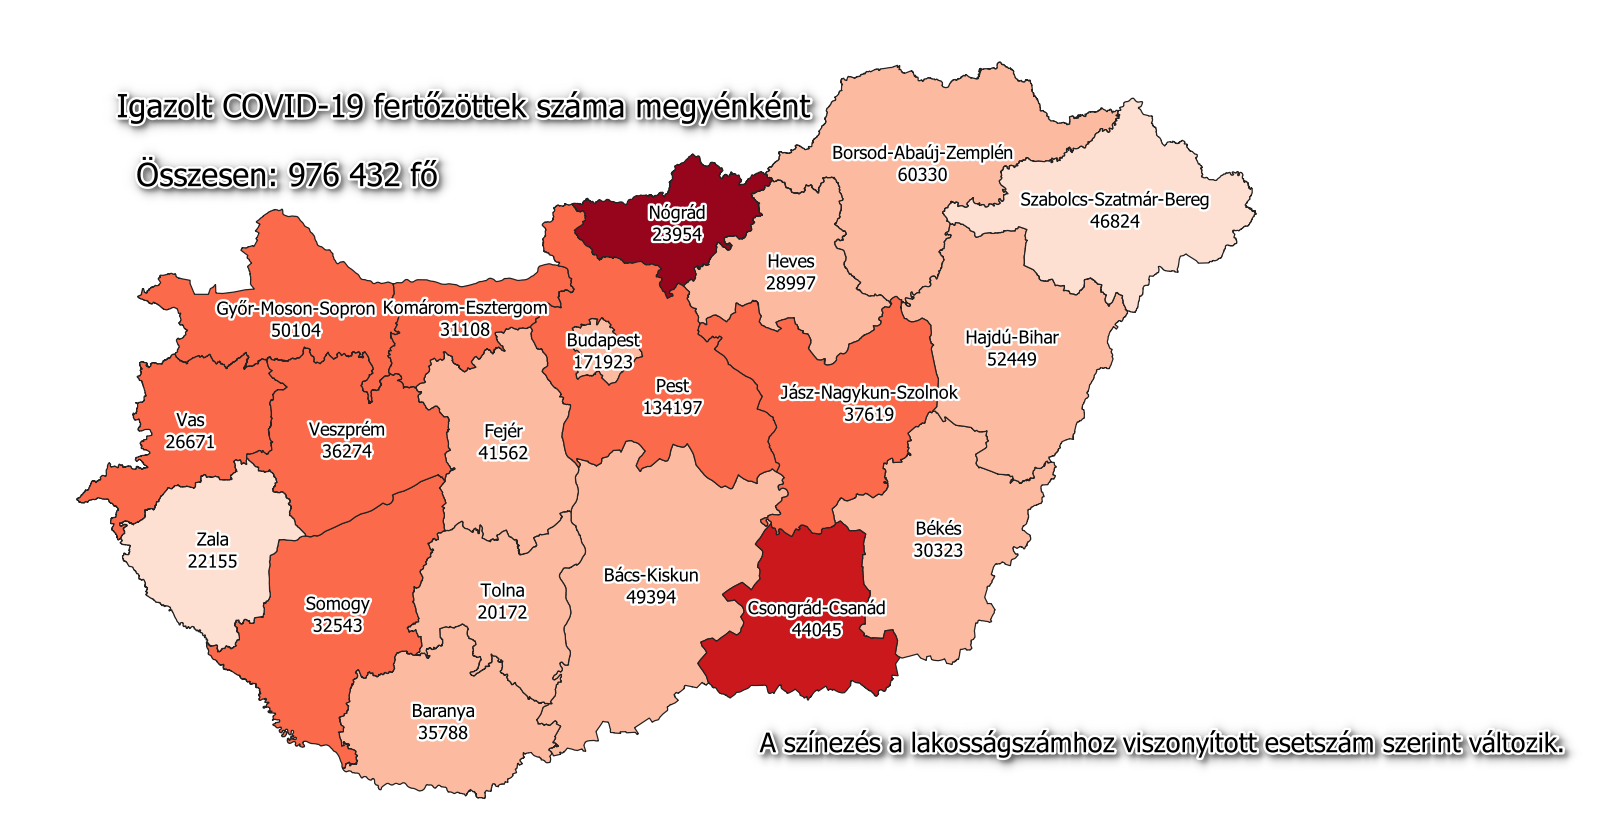 Igazolt COVID-19 fertőzöttek száma megyénként
Összesen: 976 432 fő
Borsod-Abaúj-Zemplén
60330
Szabolcs-Szatmár-Bereg
46824
Nógrád
23954
Heves
28997
Győr-Moson-Sopron
50104
Komárom-Esztergom
31108
Budapest
171923
Hajdú-Bihar
52449
Pest
134197
Jász-Nagykun-Szolnok
37619
Vas
26671
Veszprém
36274
Fejér
41562
Zala
22155
Békés
30323
Bács-Kiskun
49394
Tolna
20172
Somogy
32543
Csongrád-Csanád
44045
Baranya
35788
A színezés a lakosságszámhoz viszonyított esetszám szerint változik.